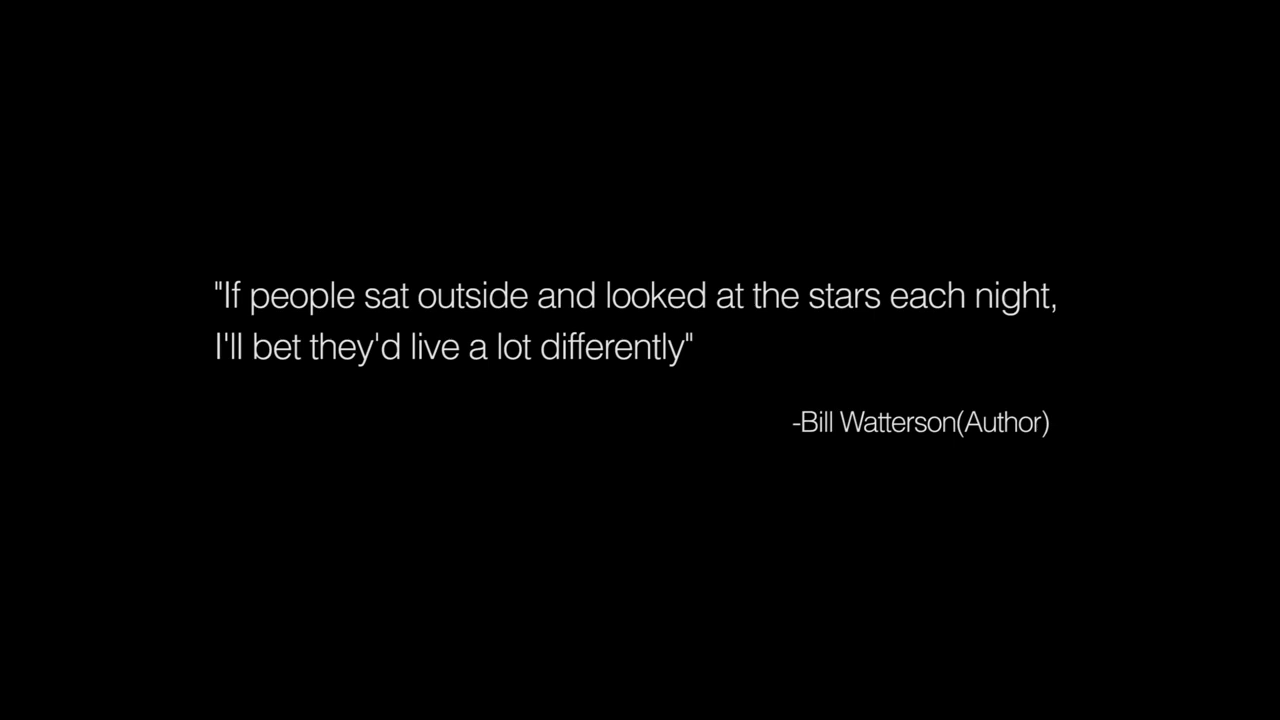 "If people sat outside and looked at the stars each night,
I'll bet they'd live a lot differently"
-Bill Watterson(Author)